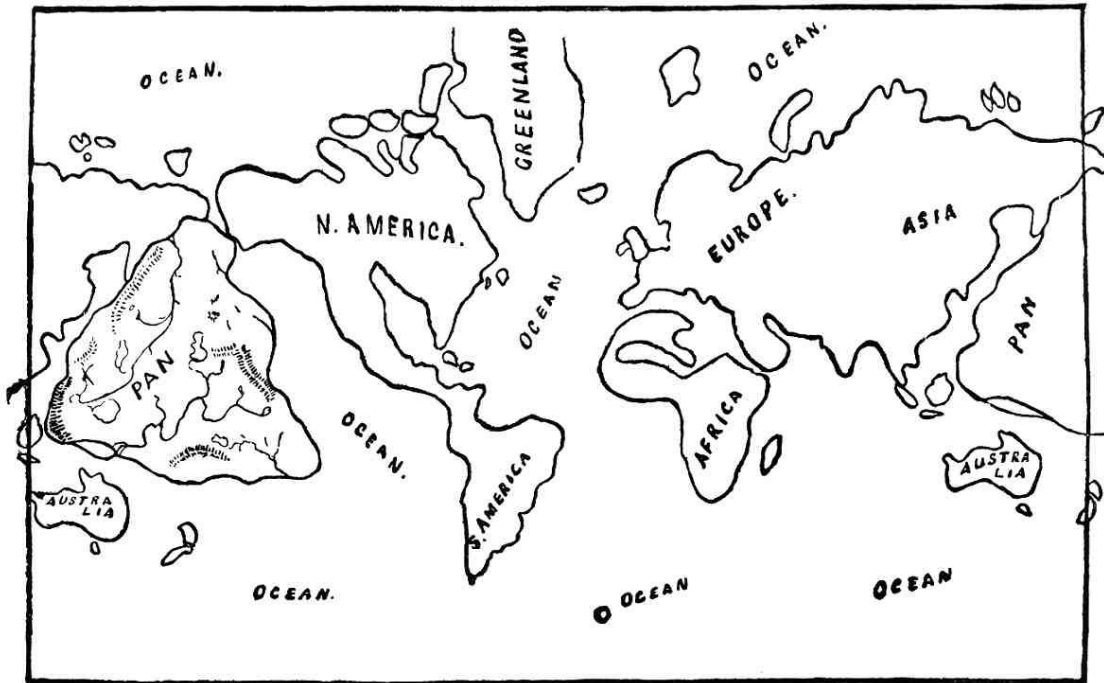 OCEAN.
GREENLAND
OCEAN.
N. AMERICA.
EUROPE.
ASIA
OCEAN
PAN
PAN
OCEAN.
AFRICA
S. AMERICA
AUSTRA
LIA
AUSTRA
LIA
OCEAN.
OCEAN
OCEAN